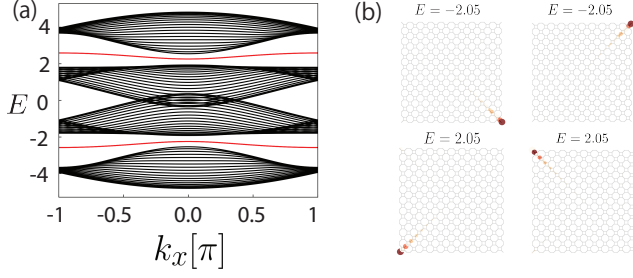 (a)
E
4
2
0
-2
-4
-1
-0.5
0.0
0.5
1
k_x[π]
(b)
E = −2.05
E = −2.05
E = 2.05
E = 2.05